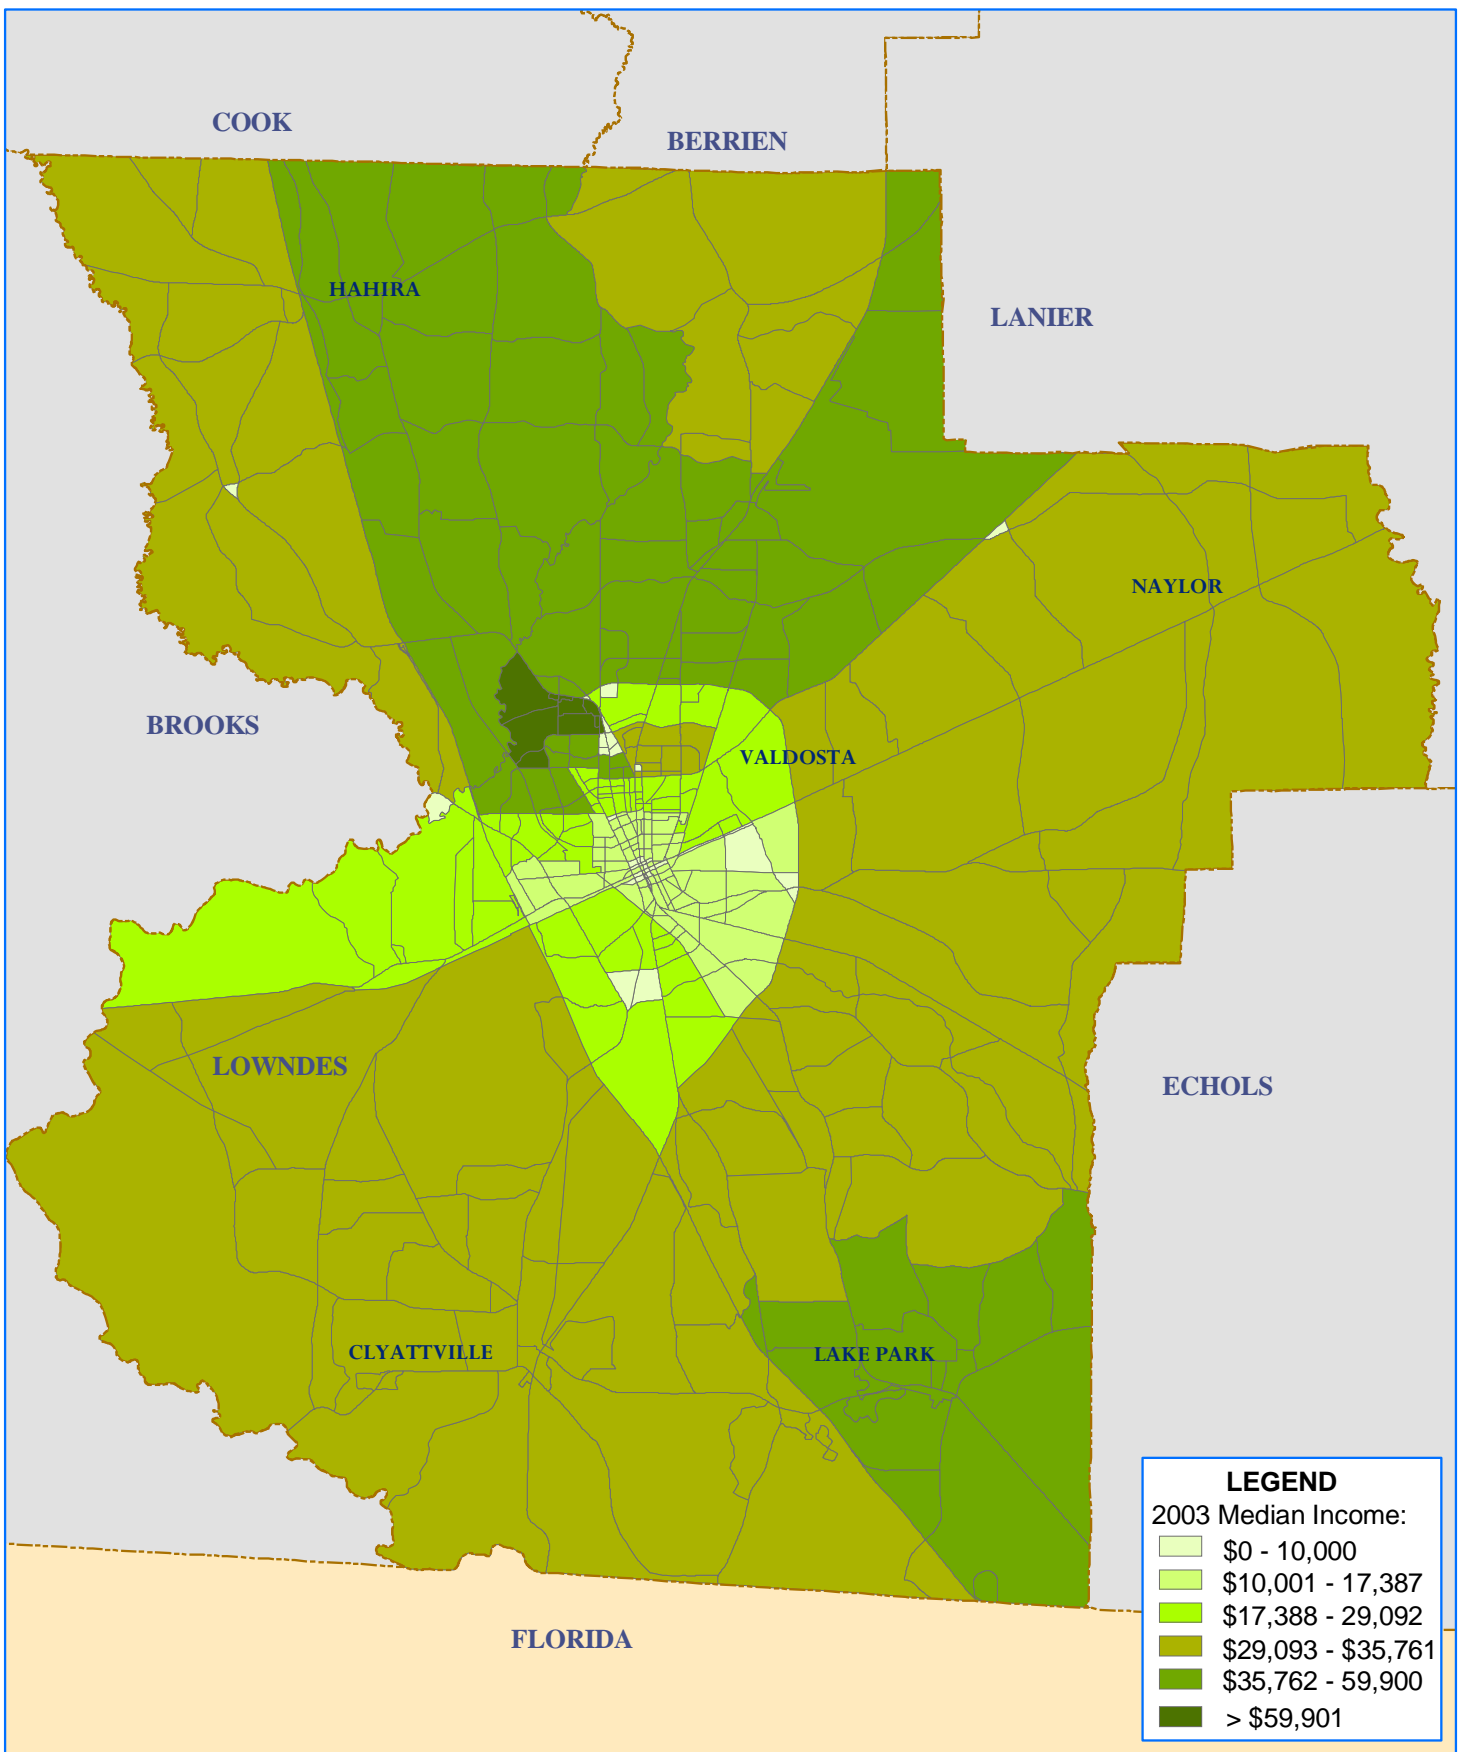 COOK
BERRIEN
HAHIRA
LANIER
NAYLOR
BROOKS
VALDOSTA
LOWNDES
ECHOLS
CLYATTVILLE
LAKE PARK
FLORIDA
LEGEND
2003 Median Income:
$0 - 10,000
$10,001 - 17,387
$17,388 - 29,092
$29,093 - $35,761
$35,762 - 59,900
> $59,901